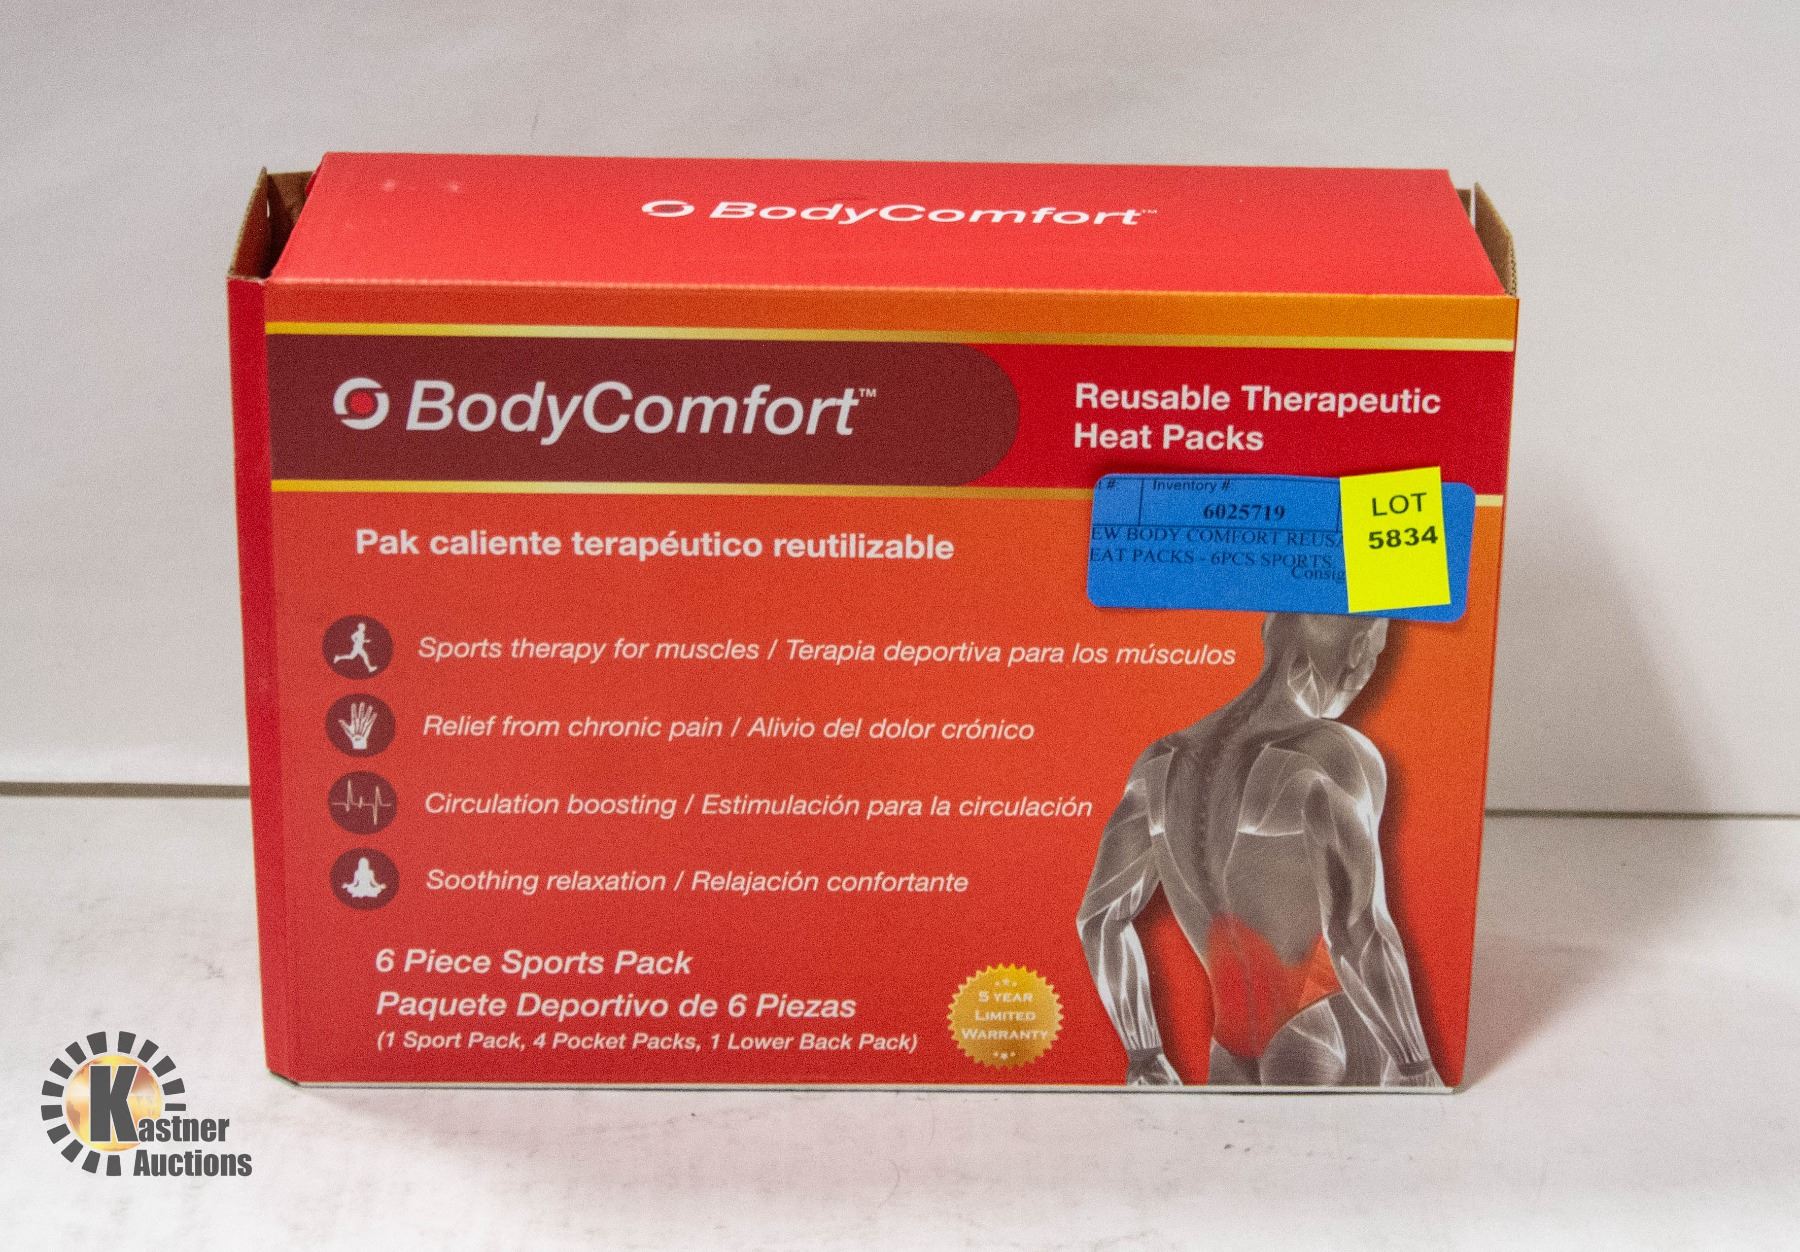 BodyComfort™
BodyComfort™
Reusable Therapeutic
Heat Packs
Inventory #:
6025719
BODY COMFORT
PACKS - 6PCS SPORTS
LOT
5834
Pak caliente terapéutico reutilizable
Sports therapy for muscles / Terapia deportiva para los músculos
Relief from chronic pain / Alivio del dolor crónico
Circulation boosting / Estimulación para la circulación
Soothing relaxation / Relajación confortante
6 Piece Sports Pack
Paquete Deportivo de 6 Piezas
(1 Sport Pack, 4 Pocket Packs, 1 Lower Back Pack)
5 YEAR
LIMITED
WARRANTY
Kastner
Auctions